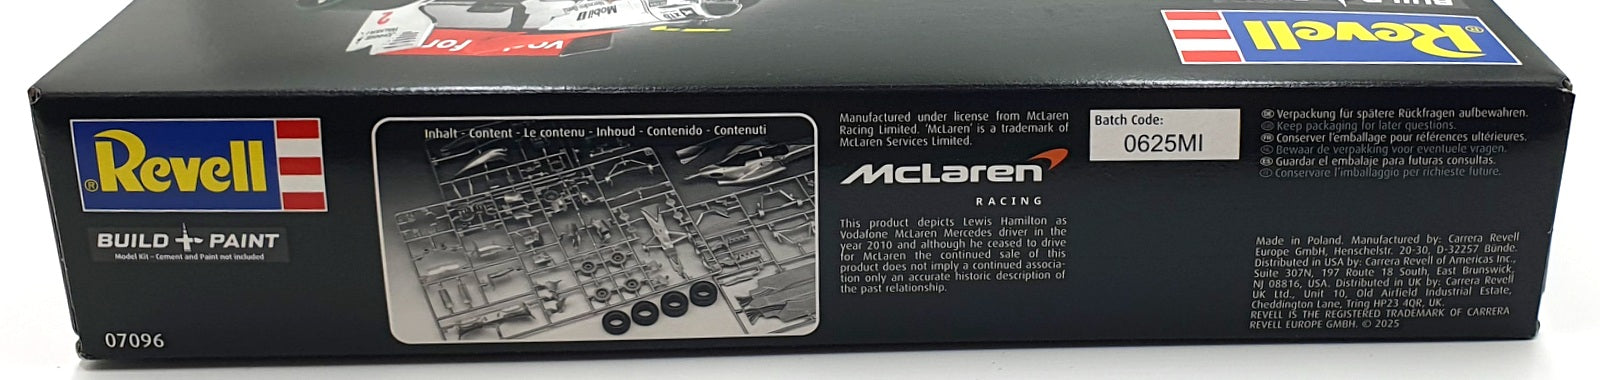 Mobil 1
2
Revell
®Revell
BUILD PAINT
Model Kit – Cement and Paint not included
07096
Inhalt - Content - Le contenu - Inhoud - Contenido - Contenuti
Manufactured under license from McLaren
Racing Limited. 'McLaren' is a trademark of
McLaren Services Limited.
McLaren
RACING
This product depicts Lewis Hamilton as
Vodafone McLaren Mercedes driver in the
year 2010 and although he ceased to drive
for McLaren the continued sale of this
product does not imply a continued associa-
tion only an accurate historic description of
the past relationship.
Batch Code:
0625MI
Verpackung für spätere Rückfragen aufbewahren.
Keep packaging for later questions.
Conserver l'emballage pour références ultérieures.
Bewaar de verpakking voor eventuele vragen.
Guardar el embalaje para futuras consultas.
Conservare l'imballaggio per richieste future.
Made in Poland. Manufactured by: Carrera Revell
Europe GmbH, Henschelstr. 20-30, D-32257 Bünde.
Distributed in USA by: Carrera Revell of Americas Inc.,
Suite 307N, 197 Route 18 South, East Brunswick,
NJ 08816, USA. Distributed in UK by: Carrera Revell
UK Ltd., Unit 10, Old Airfield Industrial Estate,
Cheddington Lane, Tring HP23 4QR, UK.
REVELL IS THE REGISTERED TRADEMARK OF CARRERA
REVELL EUROPE GMBH. © 2025